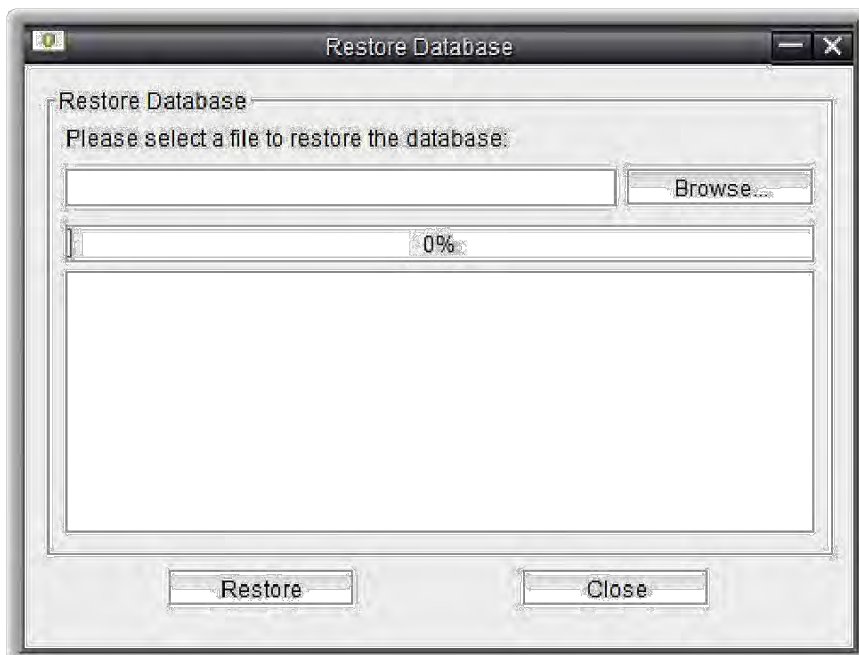 Restore Database
Restore Database
Please select a file to restore the database:
Browse...
0%
Restore
Close